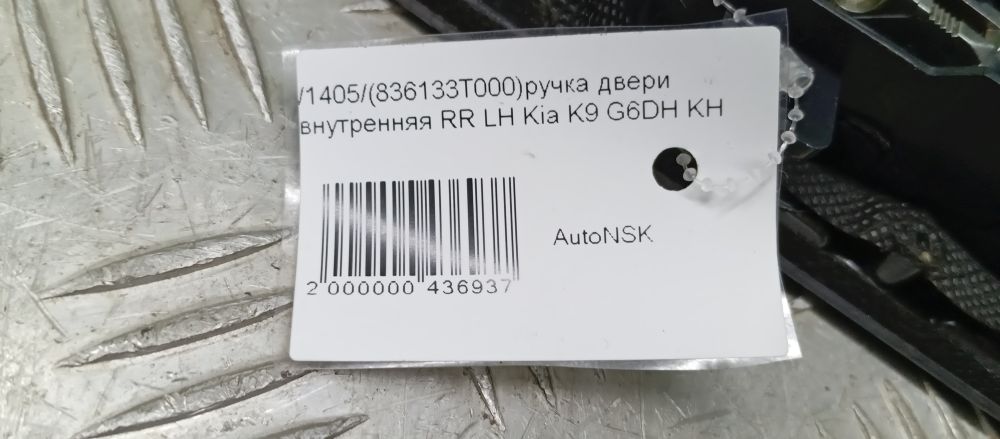 /1405/(836133T000)ручка двери
внутренняя RR LH Kia K9 G6DH KH
AutoNSK
2 000000 436937